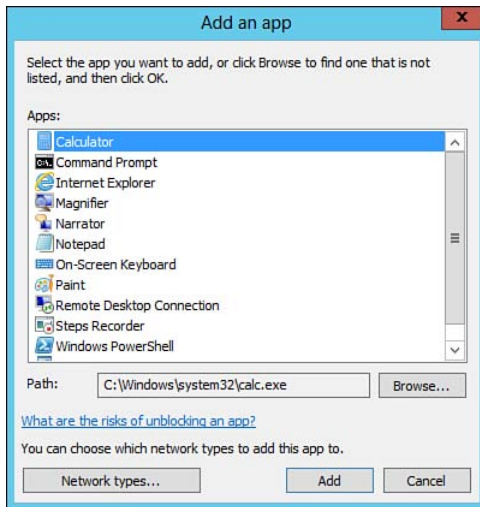 Add an app
x
Select the app you want to add, or click Browse to find one that is not
listed, and then click OK.
Apps:
Calculator
Command Prompt
Internet Explorer
Magnifier
Narrator
Notepad
On-Screen Keyboard
Paint
Remote Desktop Connection
Steps Recorder
Windows PowerShell
Path: C:\Windows\system32\calc.exe Browse...
What are the risks of unblocking an app?
You can choose which network types to add this app to.
Network types... Add Cancel